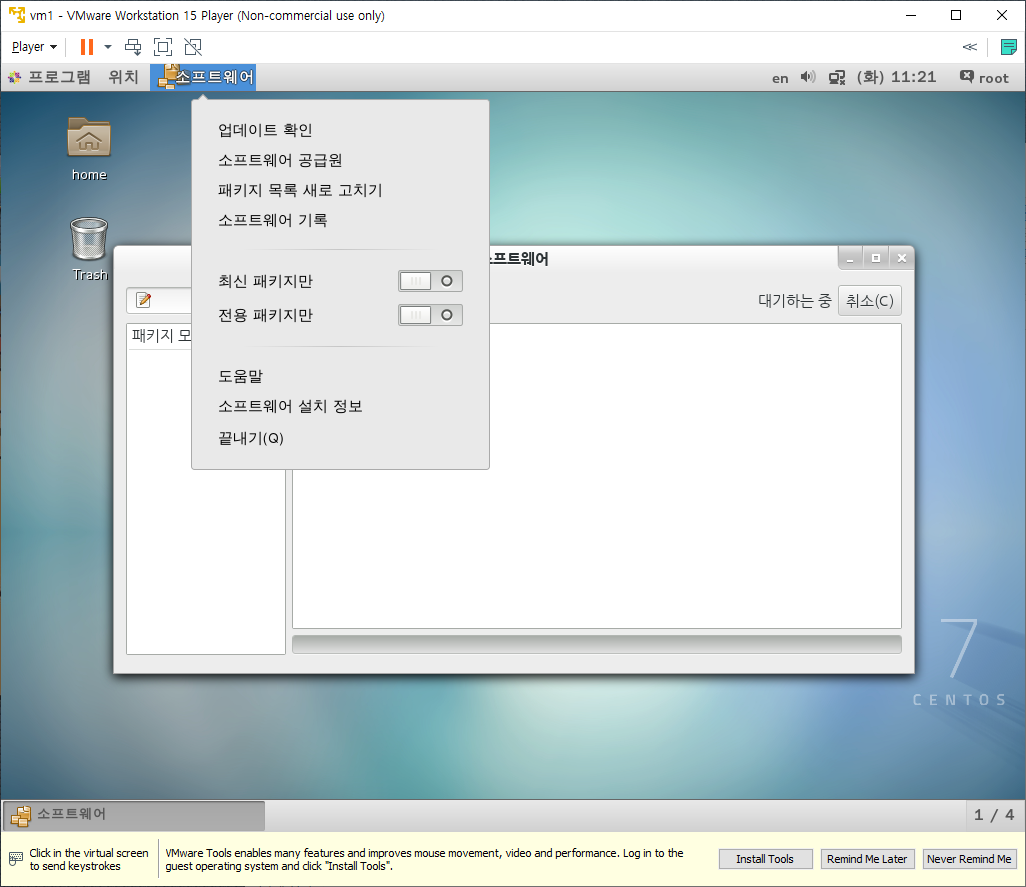 vm1 - VMware Workstation 15 Player (Non-commercial use only)
Player
프로그램 위치 소프트웨어 en (화) 11:21 root
업데이트 확인
소프트웨어 공급원
패키지 목록 새로 고치기
소프트웨어 기록
최신 패키지만
전용 패키지만
도움말
소프트웨어 설치 정보
끝내기(Q)
home
Trash
소프트웨어
대기하는 중 취소(C)
패키지 모
7
CENTOS
소프트웨어 1 / 4
Click in the virtual screen
to send keystrokes
VMware Tools enables many features and improves mouse movement, video and performance. Log in to the
guest operating system and click "Install Tools".
Install Tools Remind Me Later Never Remind Me